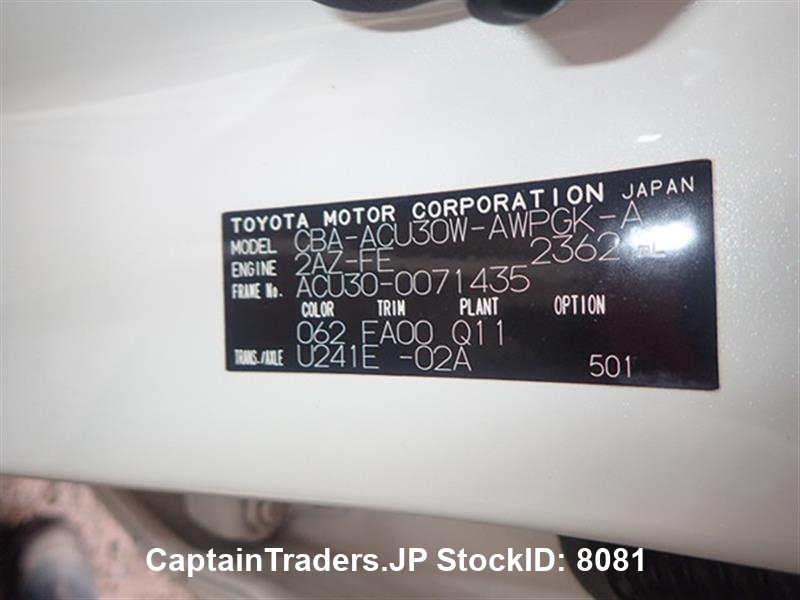 TOYOTA MOTOR CORPORATION JAPAN
MODEL CBA-ACU30W-AWPGK-A
ENGINE 2AZ-FE 2362 mL
FRAME No. ACU30-0071435
COLOR TRIM PLANT OPTION
062 FA00 Q11
TRANS./AXLE U241E -02A 501
CaptainTraders.JP StockID: 8081